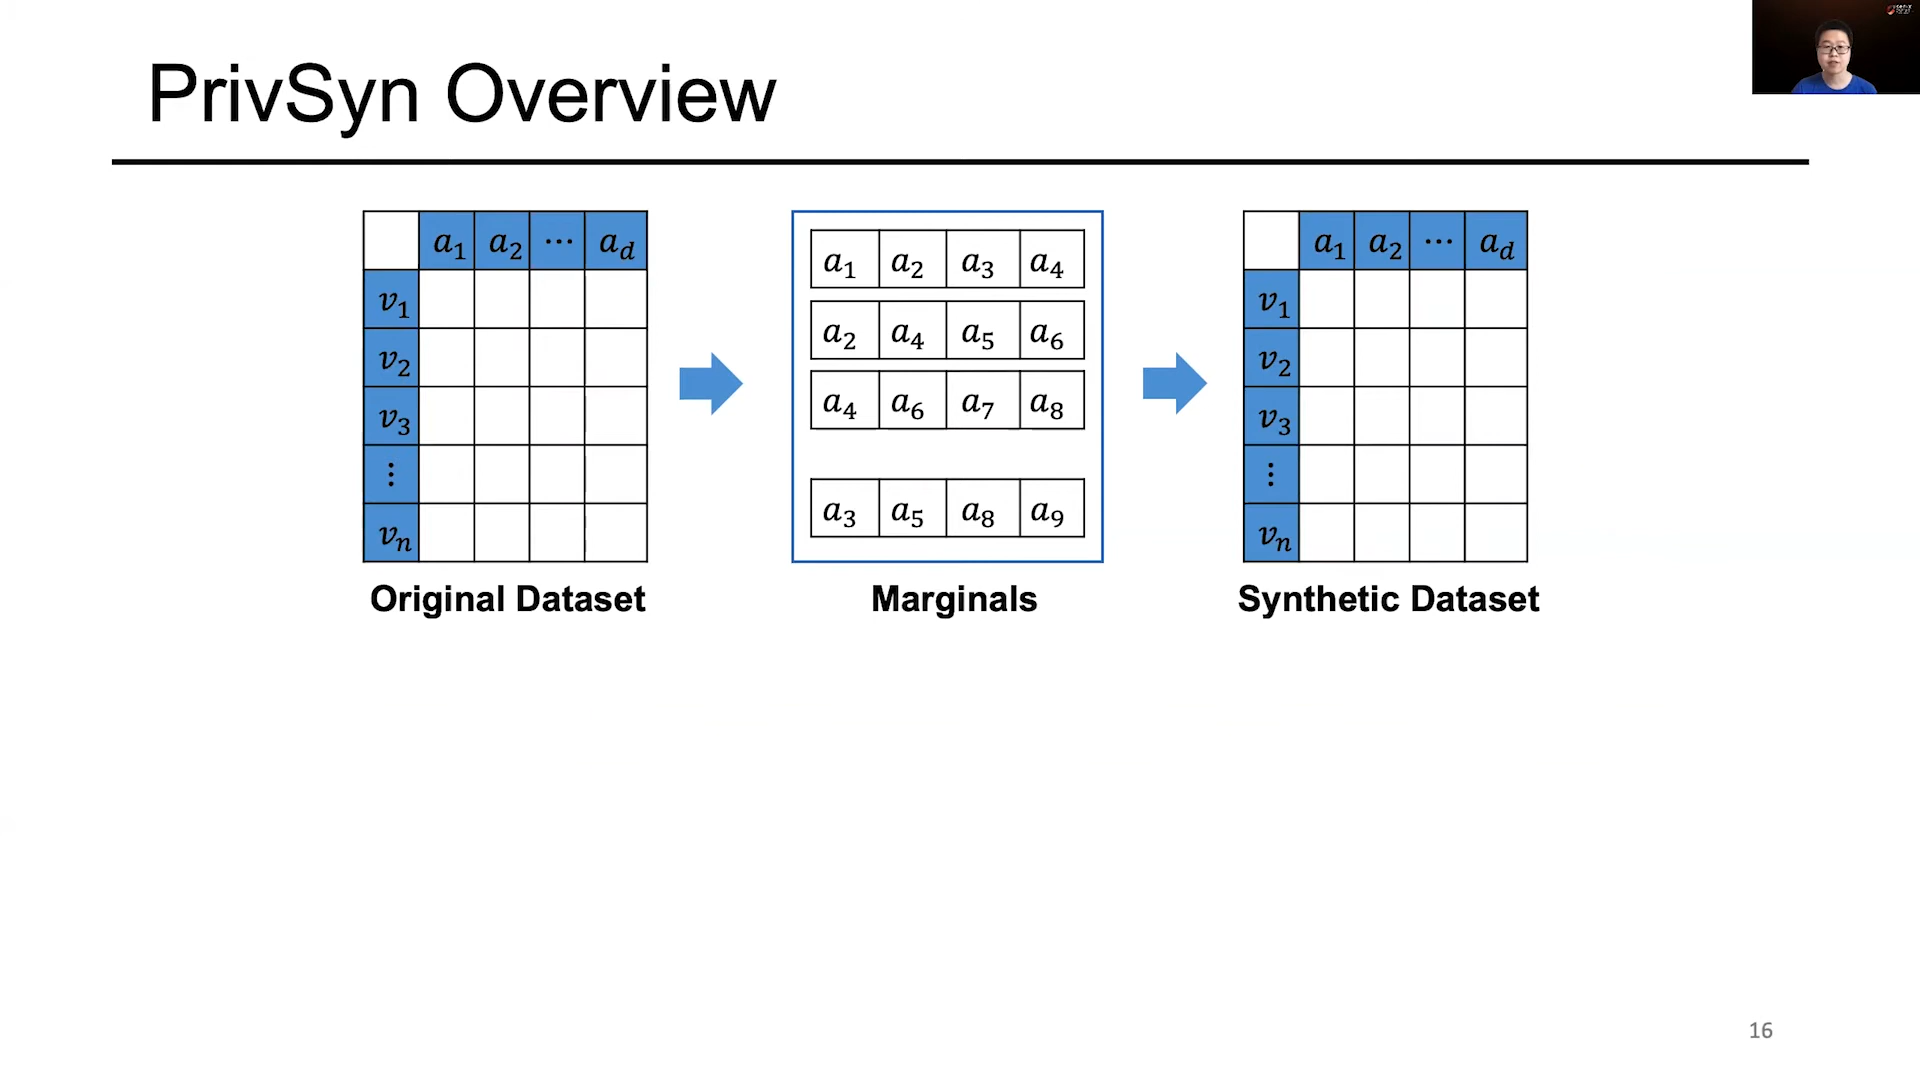 PrivSyn Overview
a1 a2 ⋯ ad
v1
v2
v3
⋮
vn
Original Dataset
a1 a2 a3 a4
a2 a4 a5 a6
a4 a6 a7 a8
a3 a5 a8 a9
Marginals
a1 a2 ⋯ ad
v1
v2
v3
⋮
vn
Synthetic Dataset
16